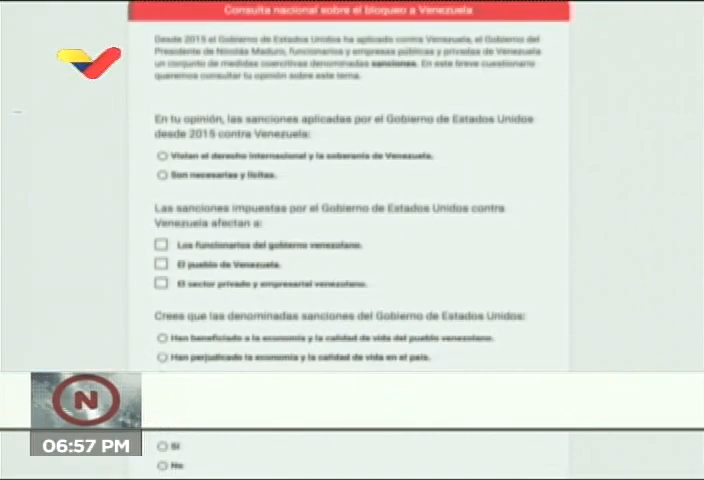 Consulta nacional sobre el bloqueo a Venezuela
Desde 2015 el Gobierno de Estados Unidos ha aplicado contra Venezuela, el Gobierno del
Presidente de Nicolás Maduro, funcionarios y empresas públicas y privadas de Venezuela
un conjunto de medidas coercitivas denominadas sanciones. En este breve cuestionario
queremos consultar tu opinión sobre este tema.
En tu opinión, las sanciones aplicadas por el Gobierno de Estados Unidos
desde 2015 contra Venezuela:
Violan el derecho internacional y la soberanía de Venezuela.
Son necesarias y lícitas.
Las sanciones impuestas por el Gobierno de Estados Unidos contra
Venezuela afectan a:
Los funcionarios del gobierno venezolano.
El pueblo de Venezuela.
El sector privado y empresarial venezolano.
Crees que las denominadas sanciones del Gobierno de Estados Unidos:
Han beneficiado a la economía y la calidad de vida del pueblo venezolano.
Han perjudicado la economía y la calidad de vida en el país.
N
06:57 PM
Si
No